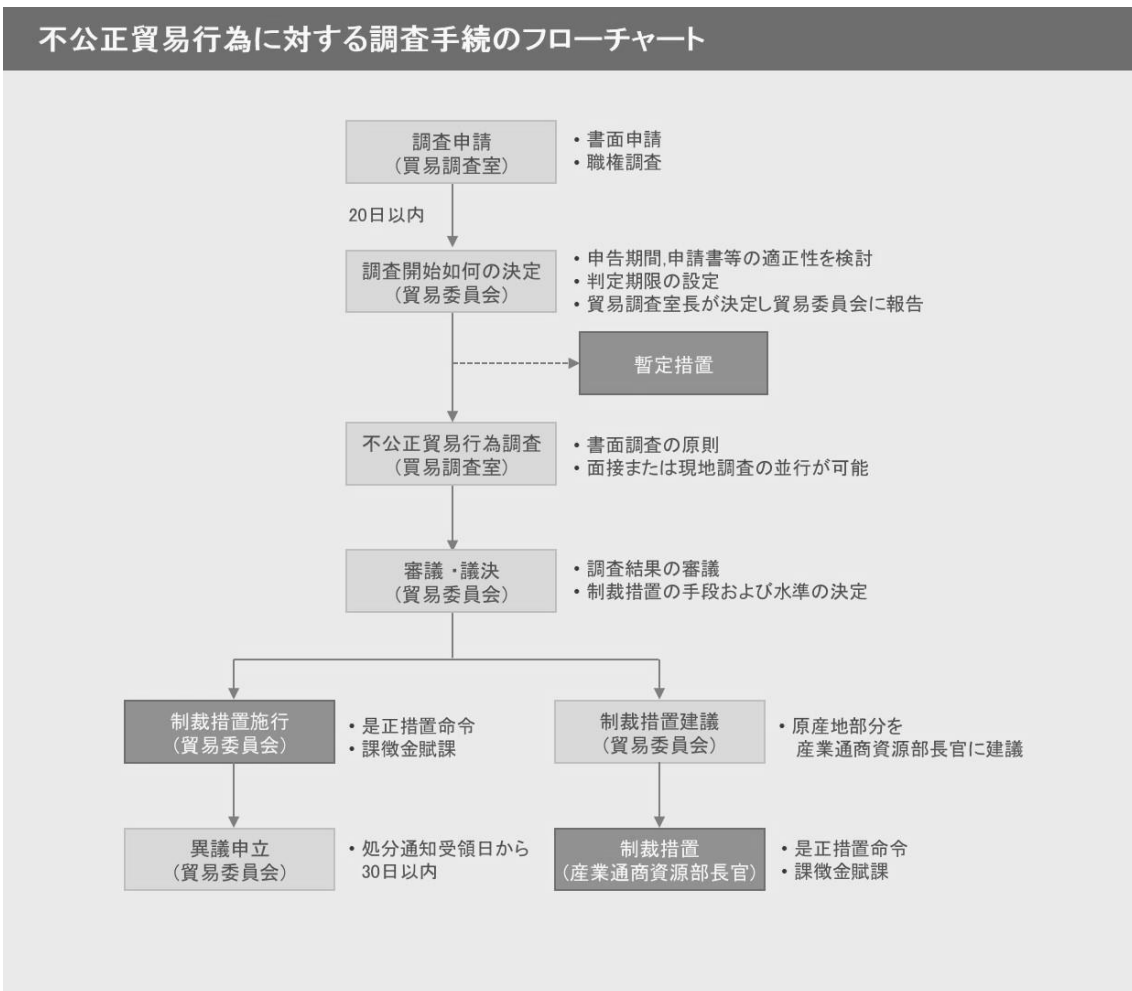 不公正貿易行為に対する調査手続のフローチャート
調査申請
(買易調査室)
• 書面申請
• 職権調査
20日以内
調査開始如何の決定
(貿易委員会)
• 申告期間,申請書等の適正性を検討
• 判定期限の設定
• 貿易調査室長が決定し貿易委員会に報告
暫定措置
不公正貿易行為調査
(買易調査室)
• 書面調査の原則
• 面接または現地調査の並行が可能
審議・議決
(貿易委員会)
• 調査結果の審議
• 制裁措置の手段および水準の決定
制裁措置施行
(貿易委員会)
• 是正措置命令
• 課徴金賦課
制裁措置建議
(貿易委員会)
• 原産地部分を
産業通商資源部長官に建議
異議申立
(貿易委員会)
• 処分通知受領日から
30日以内
制裁措置
(産業通商資源部長官)
• 是正措置命令
• 課徴金賦課